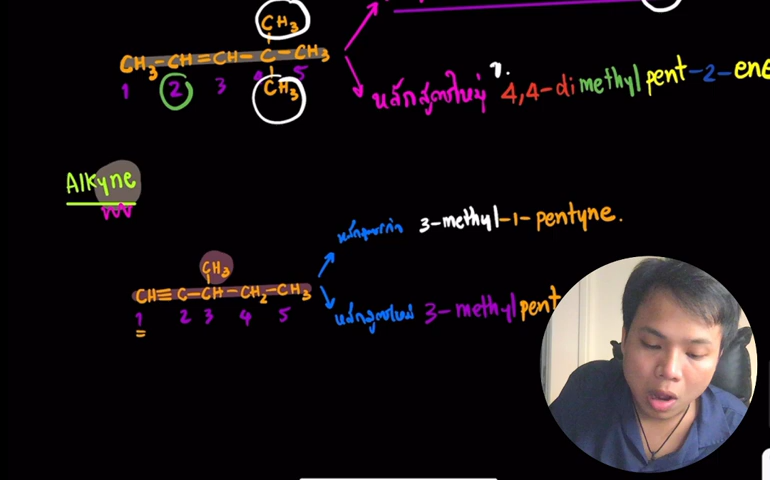 CH3
CH3-CH=CH-C-CH3
1 2 3 4 5
CH3
หลักสูตรใหม่ 4,4-dimethylpent-2-ene
Alkyne
หลักสูตรเก่า 3-methyl-1-pentyne.
CH3
CH≡C-CH-CH2-CH3
1 2 3 4 5
หลักสูตรใหม่ 3-methylpent